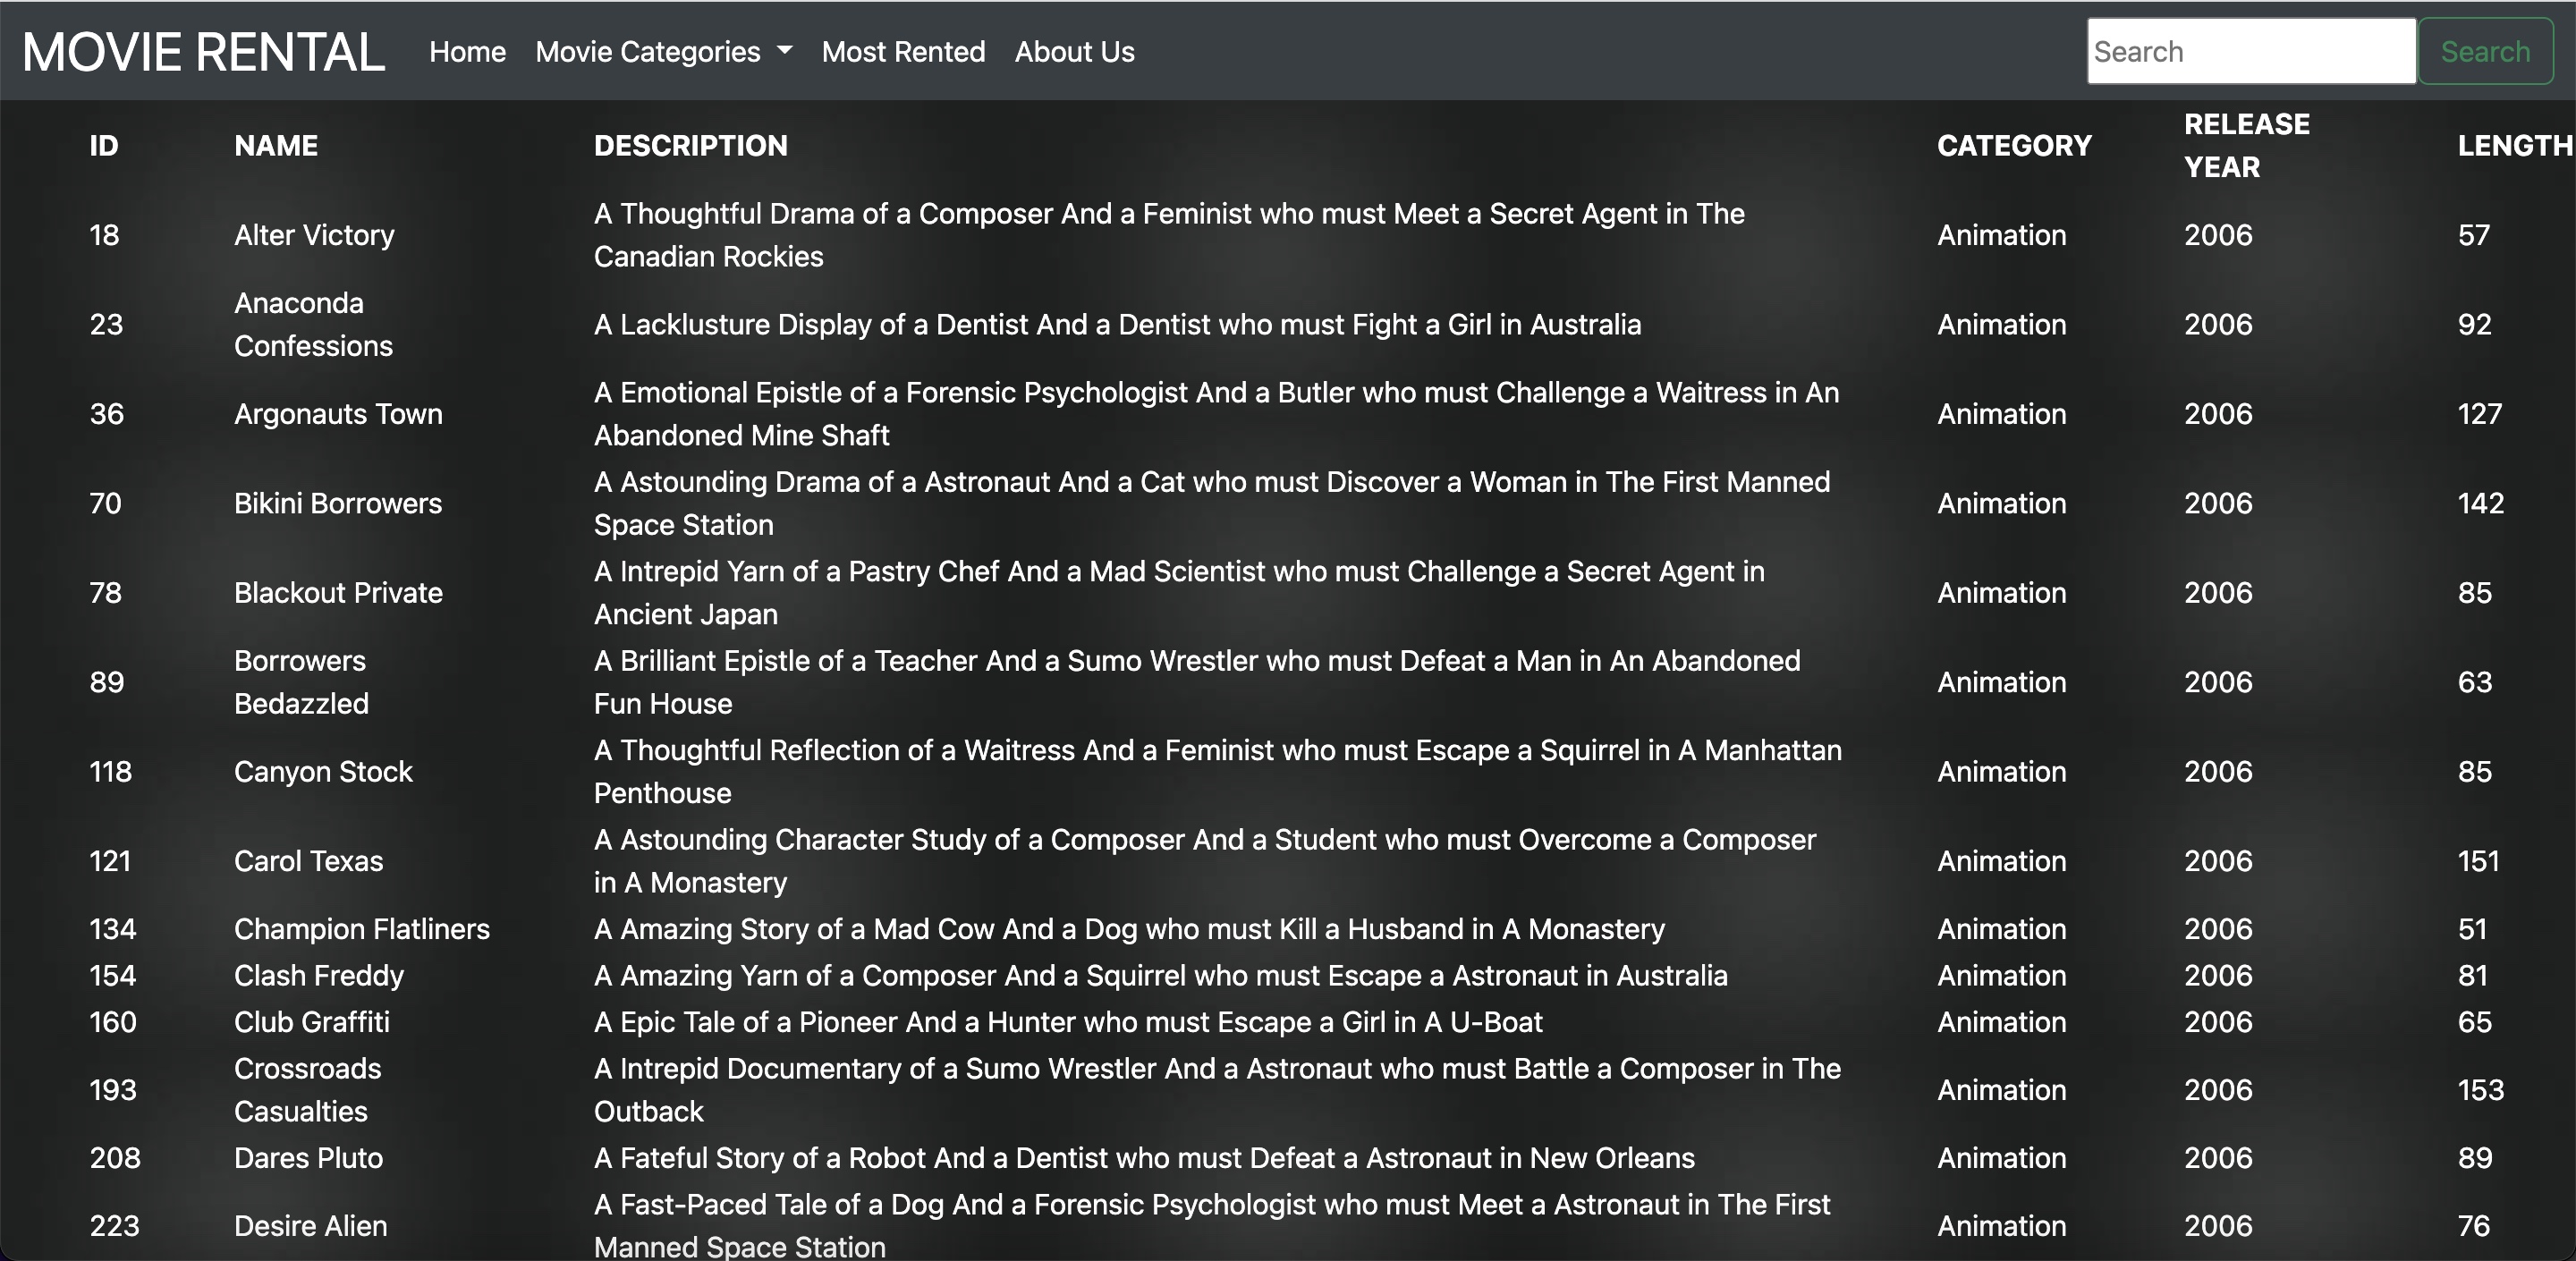 MOVIE RENTAL Home Movie Categories Most Rented About Us Search Search
ID NAME DESCRIPTION CATEGORY RELEASE YEAR LENGTH
18 Alter Victory A Thoughtful Drama of a Composer And a Feminist who must Meet a Secret Agent in The
Canadian Rockies Animation 2006 57
23 Anaconda
Confessions A Lacklusture Display of a Dentist And a Dentist who must Fight a Girl in Australia Animation 2006 92
36 Argonauts Town A Emotional Epistle of a Forensic Psychologist And a Butler who must Challenge a Waitress in An
Abandoned Mine Shaft Animation 2006 127
70 Bikini Borrowers A Astounding Drama of a Astronaut And a Cat who must Discover a Woman in The First Manned
Space Station Animation 2006 142
78 Blackout Private A Intrepid Yarn of a Pastry Chef And a Mad Scientist who must Challenge a Secret Agent in
Ancient Japan Animation 2006 85
89 Borrowers
Bedazzled A Brilliant Epistle of a Teacher And a Sumo Wrestler who must Defeat a Man in An Abandoned
Fun House Animation 2006 63
118 Canyon Stock A Thoughtful Reflection of a Waitress And a Feminist who must Escape a Squirrel in A Manhattan
Penthouse Animation 2006 85
121 Carol Texas A Astounding Character Study of a Composer And a Student who must Overcome a Composer
in A Monastery Animation 2006 151
134 Champion Flatliners A Amazing Story of a Mad Cow And a Dog who must Kill a Husband in A Monastery Animation 2006 51
154 Clash Freddy A Amazing Yarn of a Composer And a Squirrel who must Escape a Astronaut in Australia Animation 2006 81
160 Club Graffiti A Epic Tale of a Pioneer And a Hunter who must Escape a Girl in A U-Boat Animation 2006 65
193 Crossroads
Casualties A Intrepid Documentary of a Sumo Wrestler And a Astronaut who must Battle a Composer in The
Outback Animation 2006 153
208 Dares Pluto A Fateful Story of a Robot And a Dentist who must Defeat a Astronaut in New Orleans Animation 2006 89
223 Desire Alien A Fast-Paced Tale of a Dog And a Forensic Psychologist who must Meet a Astronaut in The First
Manned Space Station Animation 2006 76